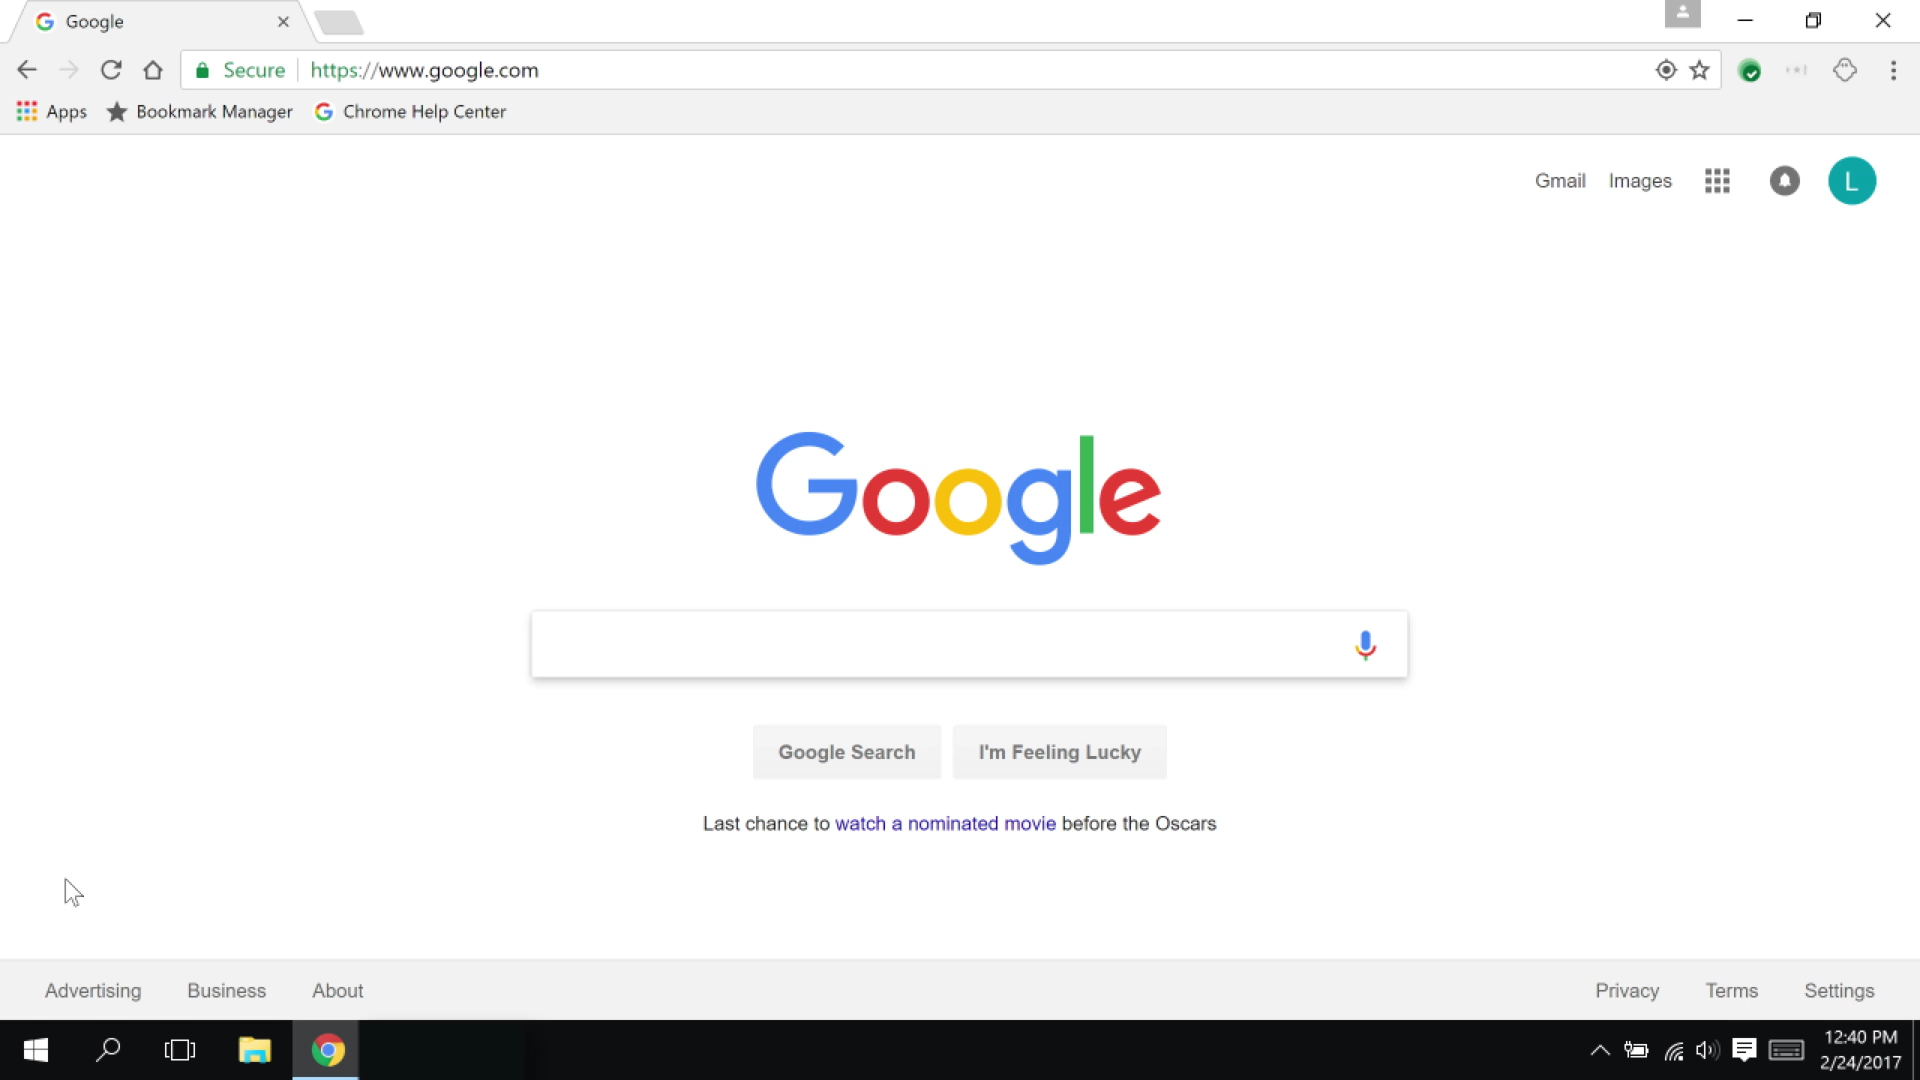 Google
Secure https://www.google.com
Apps Bookmark Manager Chrome Help Center
Gmail Images L
Google
Google Search I'm Feeling Lucky
Last chance to watch a nominated movie before the Oscars
Advertising Business About Privacy Terms Settings
12:40 PM
2/24/2017